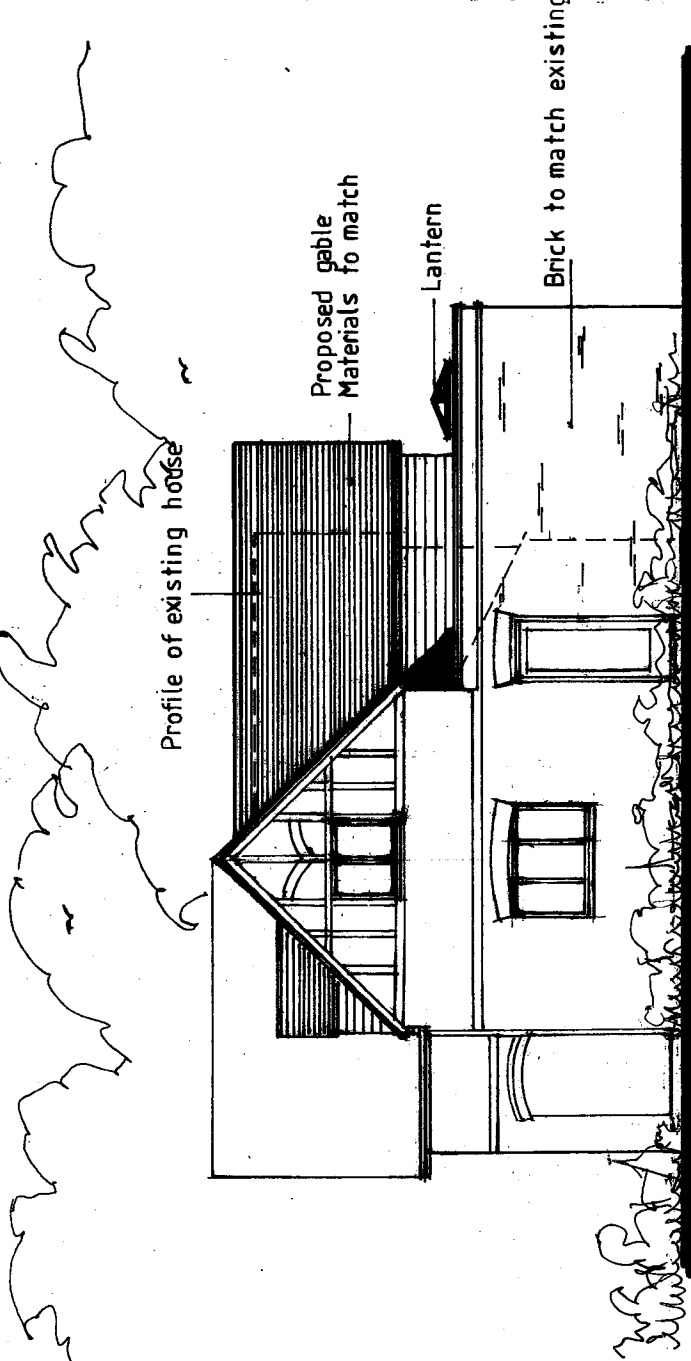 Profile of existing house
Proposed gable
Materials to match
Lantern
Brick to match existing